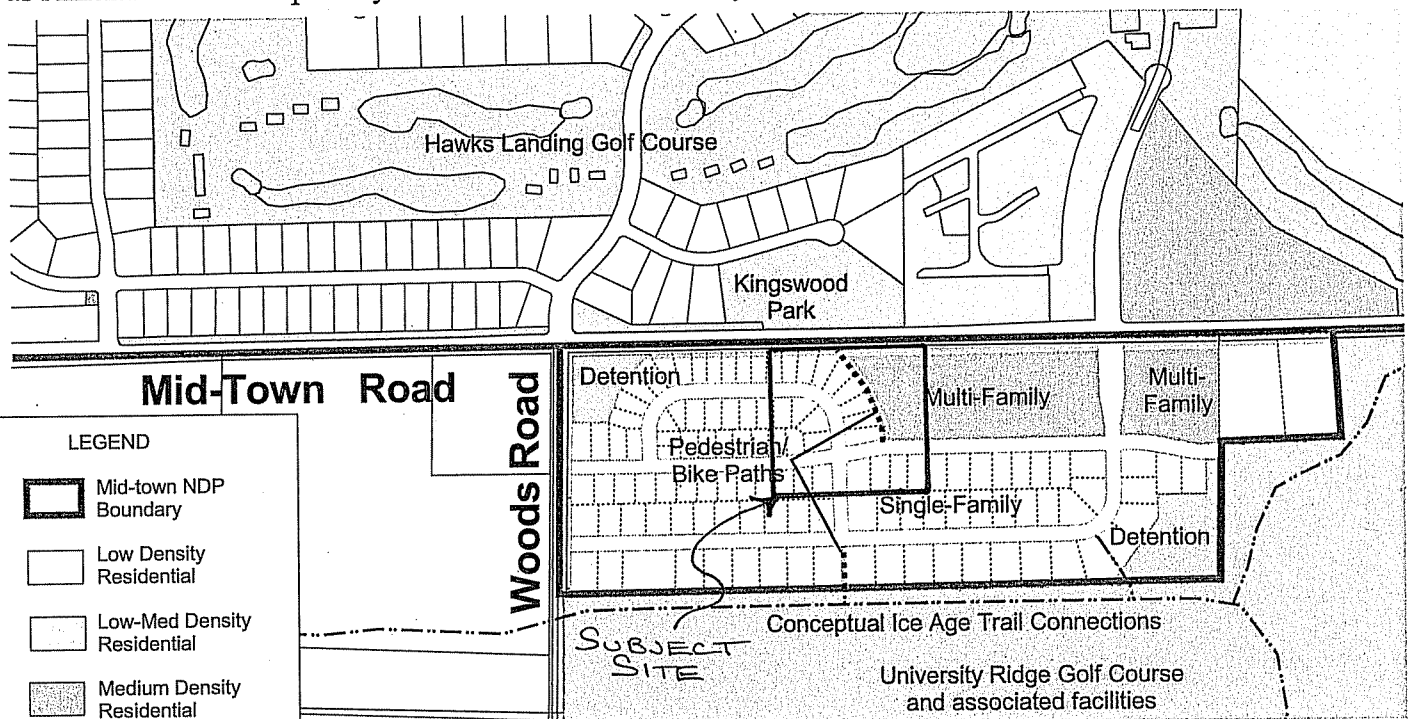 Hawks Landing Golf Course
Kingswood
Park
Mid-Town Road
Woods Road
Detention
Multi-Family
Multi-
Family
Pedestrian/
Bike Paths
Single-Family
Detention
LEGEND
Mid-town NDP
Boundary
Low Density
Residential
Low-Med Density
Residential
Medium Density
Residential
SUBJECT
SITE
Conceptual Ice Age Trail Connections
University Ridge Golf Course
and associated facilities